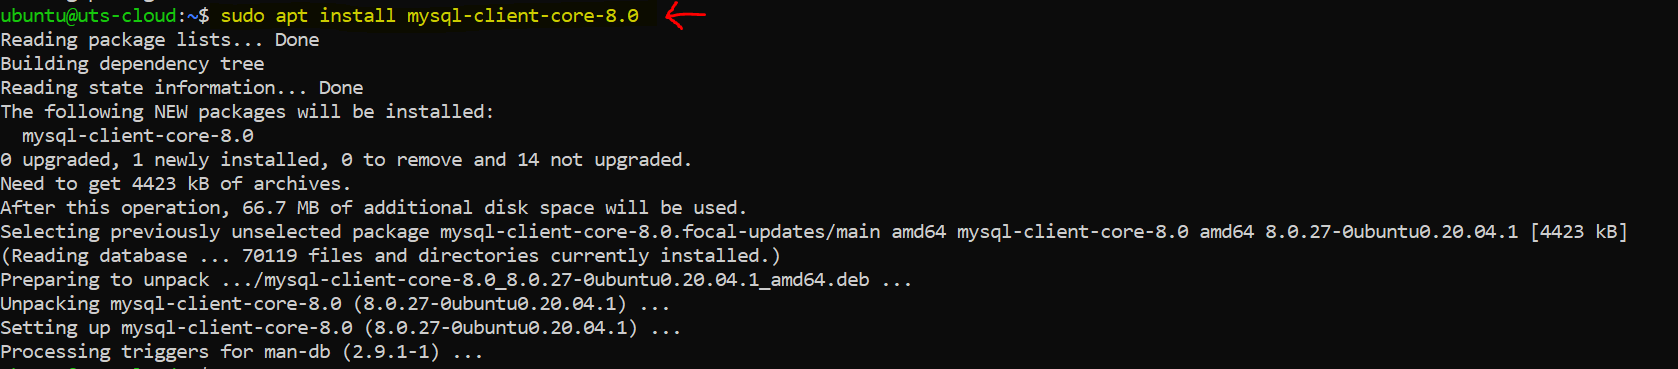 ubuntu@uts-cloud:~$ sudo apt install mysql-client-core-8.0
Reading package lists... Done
Building dependency tree
Reading state information... Done
The following NEW packages will be installed:
  mysql-client-core-8.0
0 upgraded, 1 newly installed, 0 to remove and 14 not upgraded.
Need to get 4423 kB of archives.
After this operation, 66.7 MB of additional disk space will be used.
Selecting previously unselected package mysql-client-core-8.0.focal-updates/main amd64 mysql-client-core-8.0 amd64 8.0.27-0ubuntu0.20.04.1 [4423 kB]
(Reading database ... 70119 files and directories currently installed.)
Preparing to unpack .../mysql-client-core-8.0_8.0.27-0ubuntu0.20.04.1_amd64.deb ...
Unpacking mysql-client-core-8.0 (8.0.27-0ubuntu0.20.04.1) ...
Setting up mysql-client-core-8.0 (8.0.27-0ubuntu0.20.04.1) ...
Processing triggers for man-db (2.9.1-1) ...